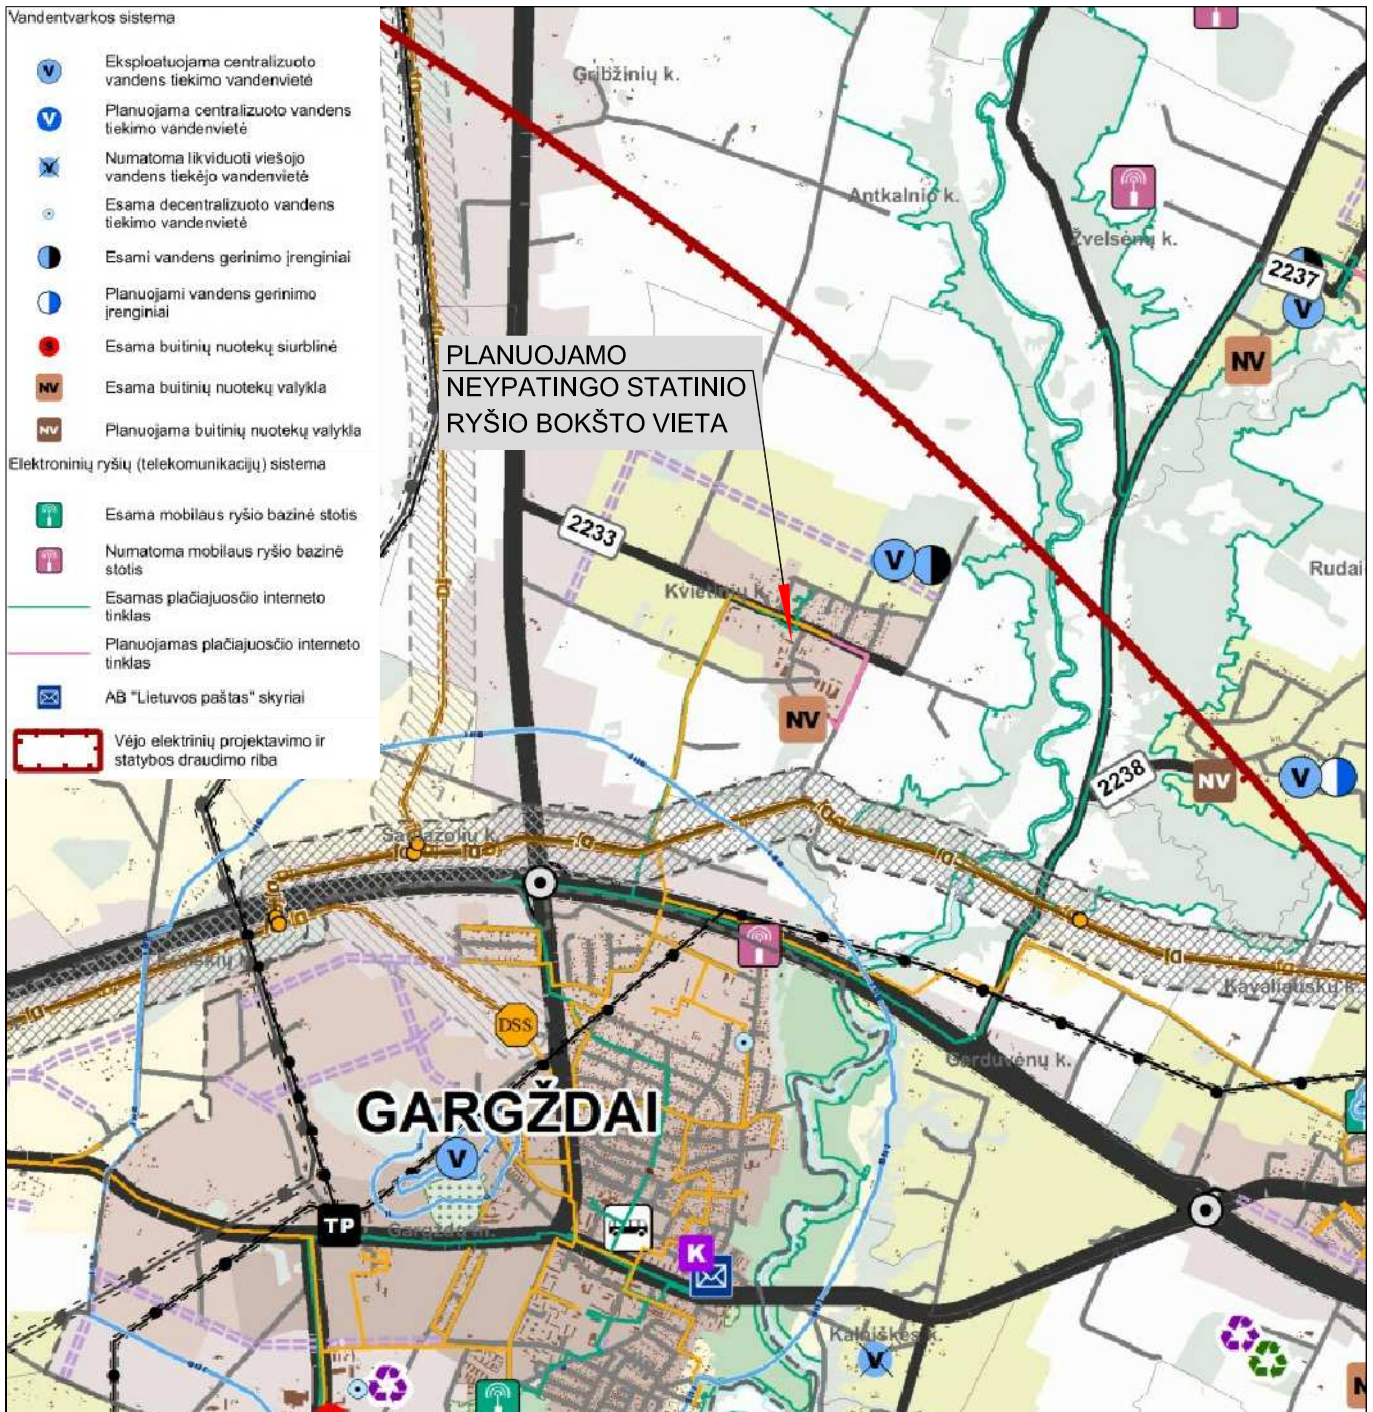 Vandentvarkos sistema
Eksploatuojama centralizuoto
vandens tiekimo vandenvietė
Planuojama centralizuoto vandens
tiekimo vandenvietė
Numatoma likviduoti viešojo
vandens tiekėjo vandenvietė
Esama decentralizuoto vandens
tiekimo vandenvietė
Esami vandens gerinimo įrenginiai
Planuojami vandens gerinimo
įrenginiai
Esama buitinių nuotekų siurblinė
NV
Esama buitinių nuotekų valykla
NV
Planuojama buitinių nuotekų valykla
Elektroninių ryšių (telekomunikacijų) sistema
Esama mobilaus ryšio bazinė stotis
Numatoma mobilaus ryšio bazinė
stotis
Esamas plačiajuosčio interneto
tinklas
Planuojamas plačiajuosčio interneto
tinklas
AB "Lietuvos paštas" skyriai
Vėjo elektrinių projektavimo ir
statybos draudimo riba
Gribžinių k.
Antkalnio k.
Žvelsėnų k.
2237
V
NV
PLANUOJAMO
NEYPATINGO STATINIO
RYŠIO BOKŠTO VIETA
2233
V
Kvietinių k.
Rudai
NV
2238
NV
V
Kavaliauskų k.
DSS
Gerduvėnų k.
GARGŽDAI
V
TP
Gargždų m.
K
Kalniškės k.
V